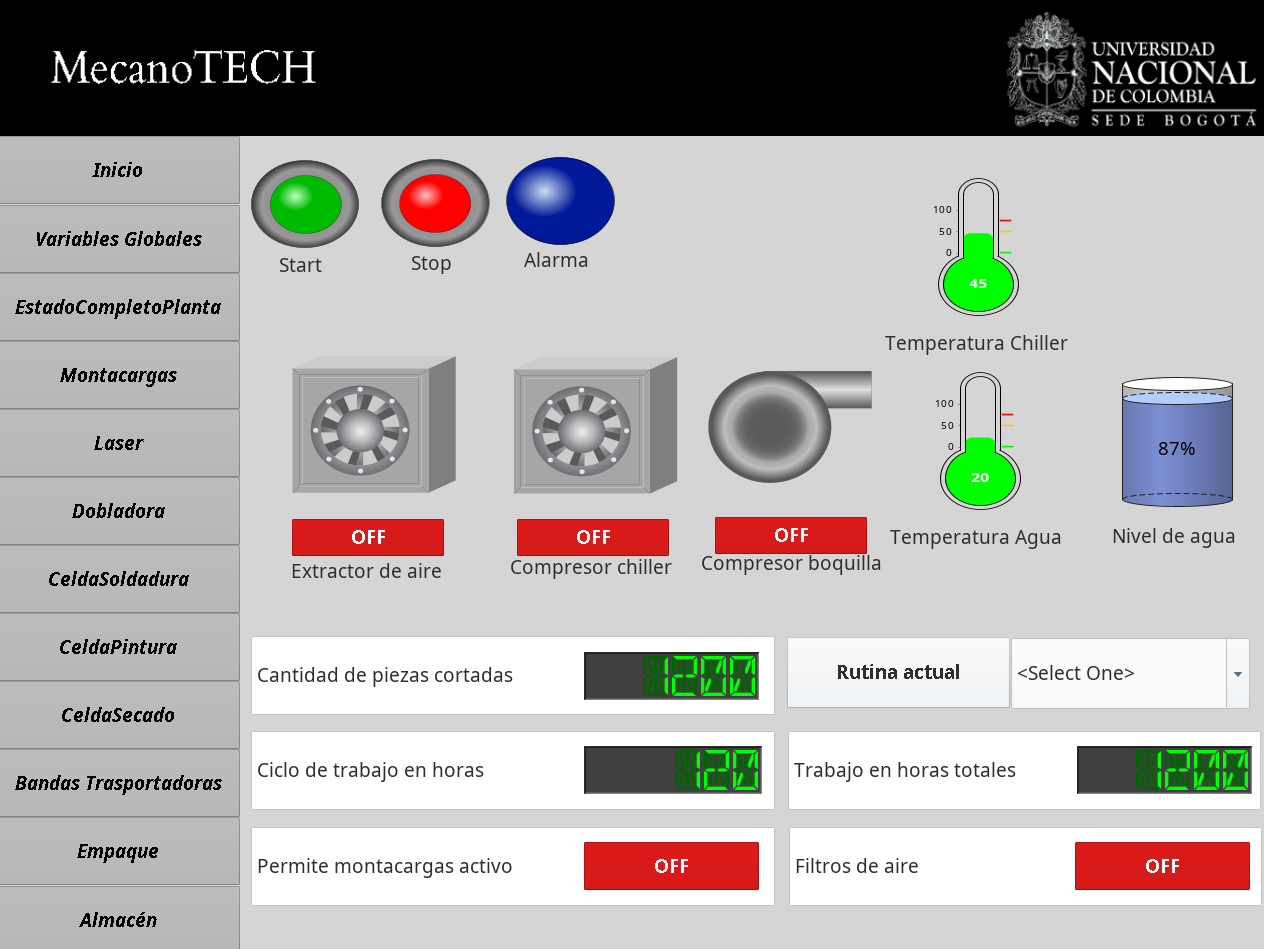 MecanoTECH
UNIVERSIDAD
NACIONAL
DE COLOMBIA
SEDE BOGOTÁ
Inicio
Variables Globales
EstadoCompletoPlanta
Montacargas
Laser
Dobladora
CeldaSoldadura
CeldaPintura
CeldaSecado
Bandas Trasportadoras
Empaque
Almacén
Start
Stop
Alarma
100
50
0
45
Temperatura Chiller
100
50
0
20
Temperatura Agua
87%
Nivel de agua
OFF
Extractor de aire
OFF
Compresor chiller
OFF
Compresor boquilla
Cantidad de piezas cortadas
1200
Rutina actual
<Select One>
Ciclo de trabajo en horas
120
Trabajo en horas totales
1200
Permite montacargas activo
OFF
Filtros de aire
OFF